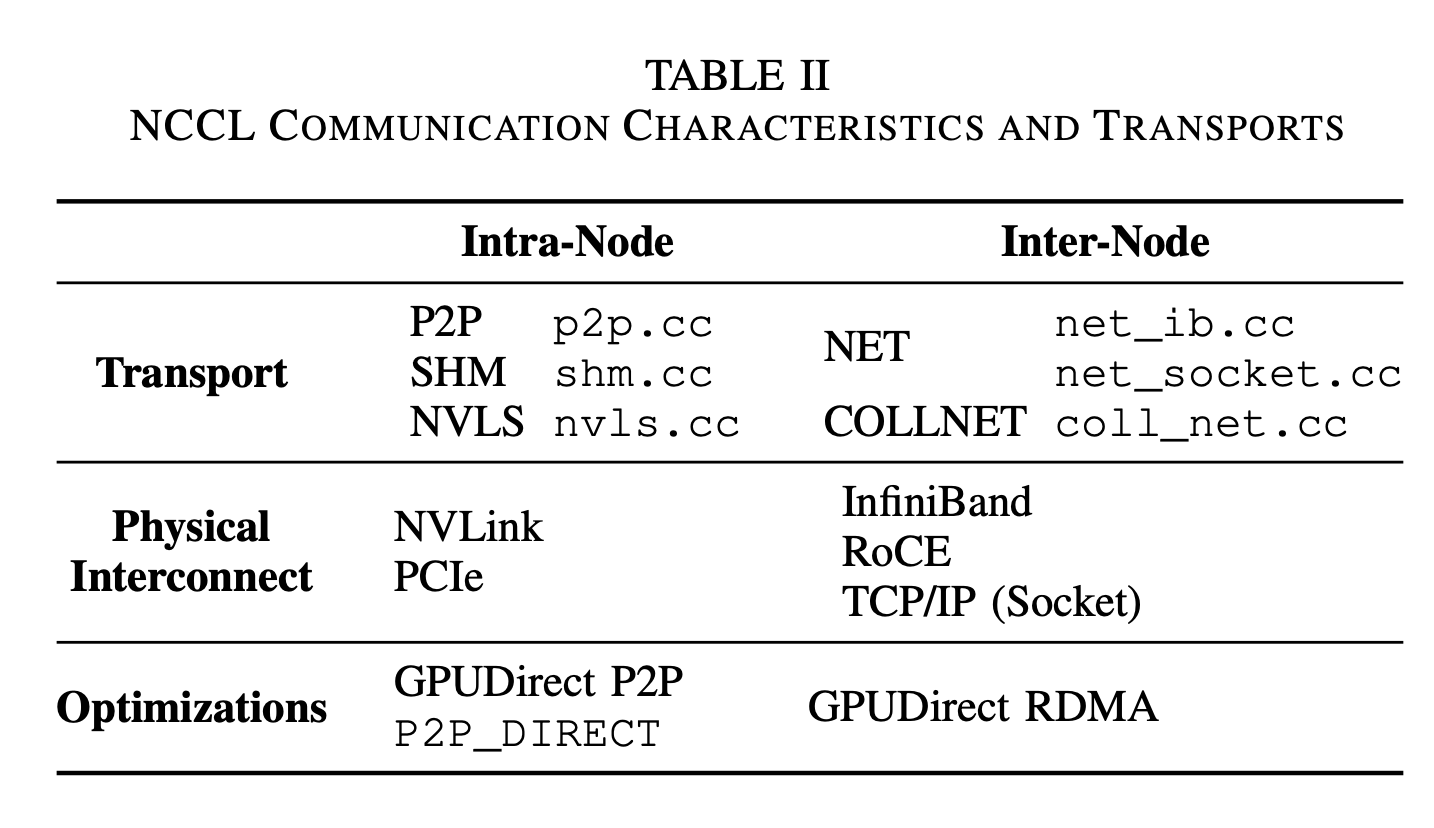 TABLE II
NCCL COMMUNICATION CHARACTERISTICS AND TRANSPORTS
Intra-Node Inter-Node
Transport
P2P p2p.cc
SHM shm.cc
NVLS nvls.cc
NET net_ib.cc
net_socket.cc
COLLNET coll_net.cc
Physical
Interconnect
NVLink
PCIe
InfiniBand
RoCE
TCP/IP (Socket)
Optimizations
GPUDirect P2P
P2P_DIRECT
GPUDirect RDMA